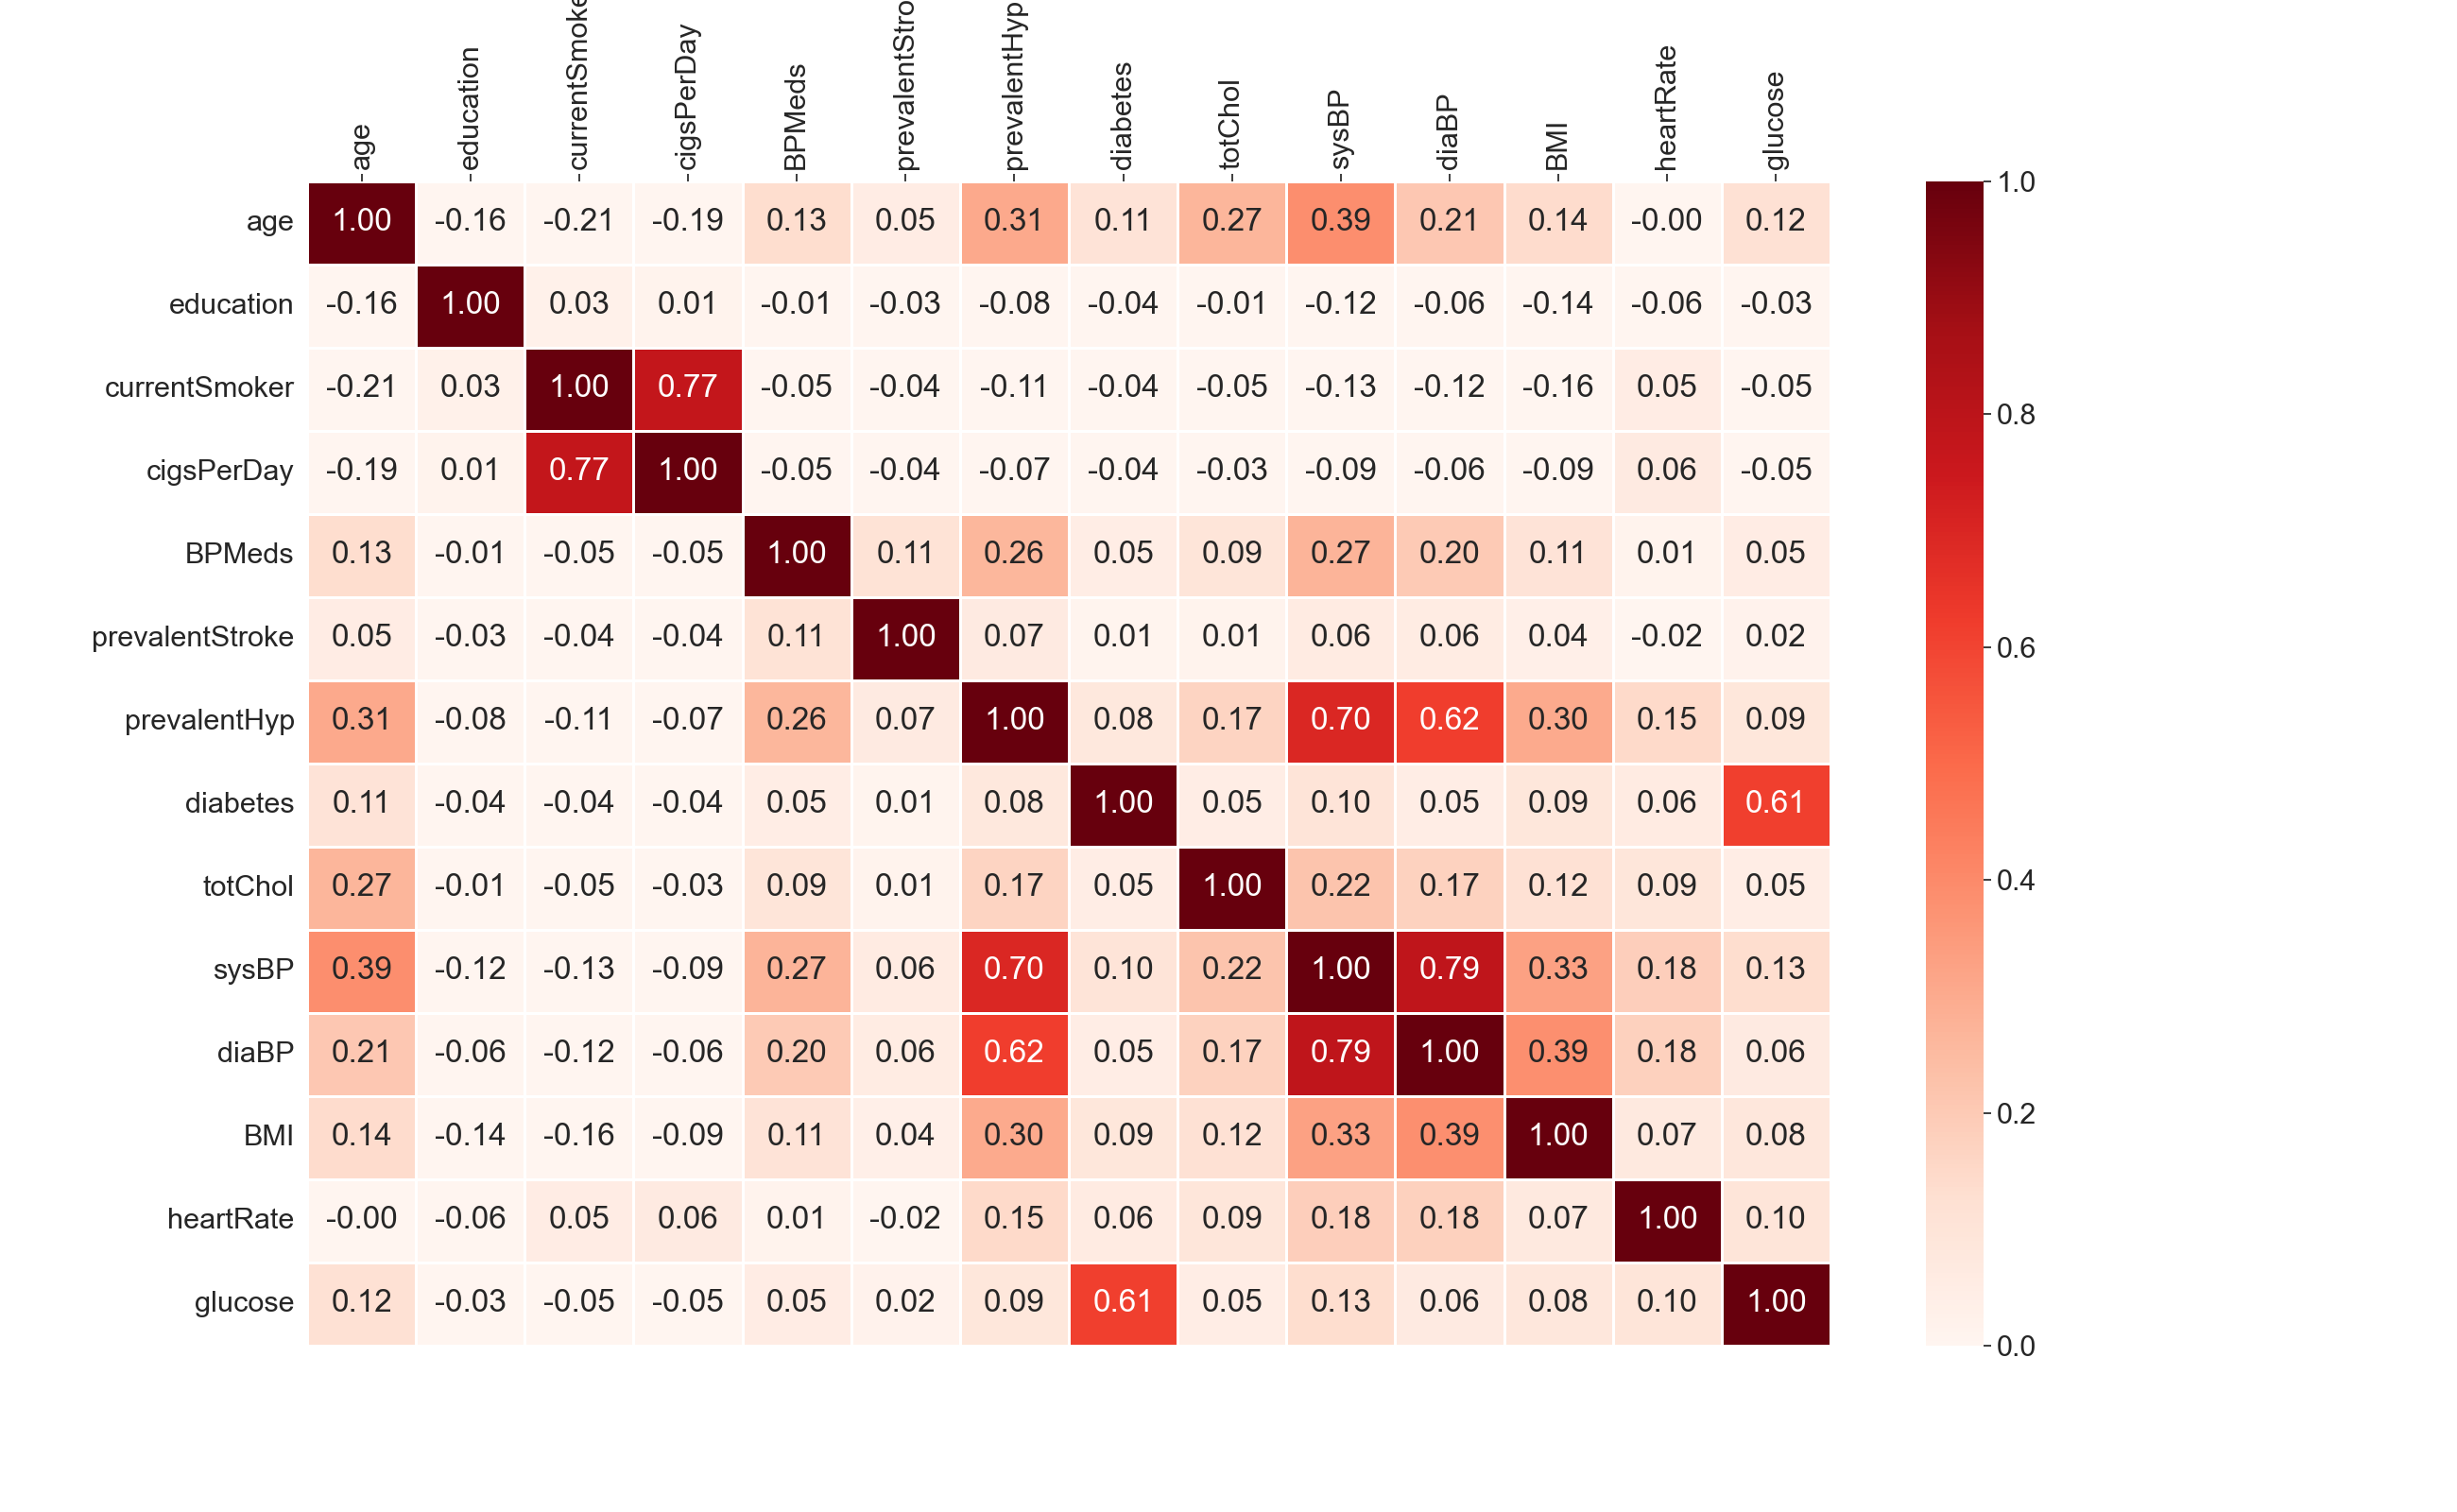 age education currentSmoke cigsPerDay BPMeds prevalentStro prevalentHyp diabetes totChol sysBP diaBP BMI heartRate glucose
age 1.00 -0.16 -0.21 -0.19 0.13 0.05 0.31 0.11 0.27 0.39 0.21 0.14 -0.00 0.12
education -0.16 1.00 0.03 0.01 -0.01 -0.03 -0.08 -0.04 -0.01 -0.12 -0.06 -0.14 -0.06 -0.03
currentSmoker -0.21 0.03 1.00 0.77 -0.05 -0.04 -0.11 -0.04 -0.05 -0.13 -0.12 -0.16 0.05 -0.05
cigsPerDay -0.19 0.01 0.77 1.00 -0.05 -0.04 -0.07 -0.04 -0.03 -0.09 -0.06 -0.09 0.06 -0.05
BPMeds 0.13 -0.01 -0.05 -0.05 1.00 0.11 0.26 0.05 0.09 0.27 0.20 0.11 0.01 0.05
prevalentStroke 0.05 -0.03 -0.04 -0.04 0.11 1.00 0.07 0.01 0.01 0.06 0.06 0.04 -0.02 0.02
prevalentHyp 0.31 -0.08 -0.11 -0.07 0.26 0.07 1.00 0.08 0.17 0.70 0.62 0.30 0.15 0.09
diabetes 0.11 -0.04 -0.04 -0.04 0.05 0.01 0.08 1.00 0.05 0.10 0.05 0.09 0.06 0.61
totChol 0.27 -0.01 -0.05 -0.03 0.09 0.01 0.17 0.05 1.00 0.22 0.17 0.12 0.09 0.05
sysBP 0.39 -0.12 -0.13 -0.09 0.27 0.06 0.70 0.10 0.22 1.00 0.79 0.33 0.18 0.13
diaBP 0.21 -0.06 -0.12 -0.06 0.20 0.06 0.62 0.05 0.17 0.79 1.00 0.39 0.18 0.06
BMI 0.14 -0.14 -0.16 -0.09 0.11 0.04 0.30 0.09 0.12 0.33 0.39 1.00 0.07 0.08
heartRate -0.00 -0.06 0.05 0.06 0.01 -0.02 0.15 0.06 0.09 0.18 0.18 0.07 1.00 0.10
glucose 0.12 -0.03 -0.05 -0.05 0.05 0.02 0.09 0.61 0.05 0.13 0.06 0.08 0.10 1.00
1.0
0.8
0.6
0.4
0.2
0.0